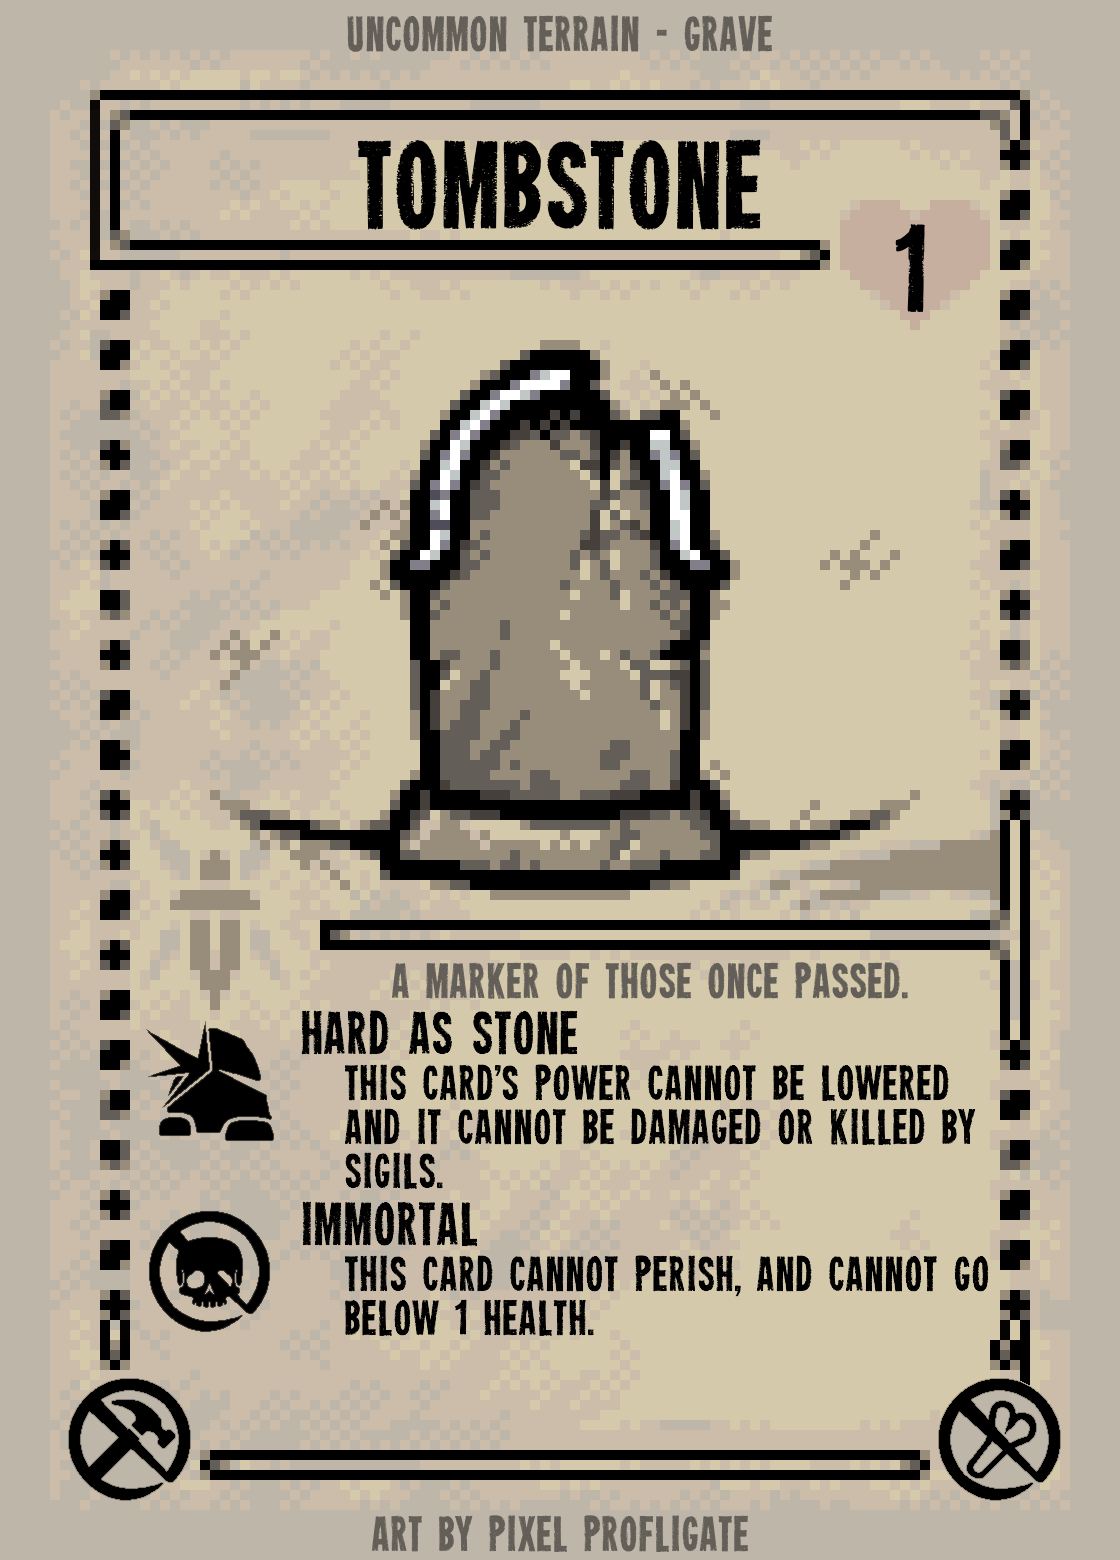 UNCOMMON TERRAIN - GRAVE
TOMBSTONE
1
A MARKER OF THOSE ONCE PASSED.
HARD AS STONE
THIS CARD'S POWER CANNOT BE LOWERED
AND IT CANNOT BE DAMAGED OR KILLED BY
SIGILS.
IMMORTAL
THIS CARD CANNOT PERISH, AND CANNOT GO
BELOW 1 HEALTH.
ART BY PIXEL PROFLIGATE